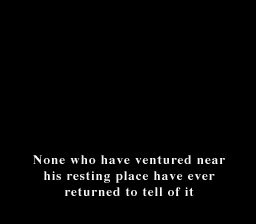 None who have ventured near
his resting place have ever
returned to tell of it